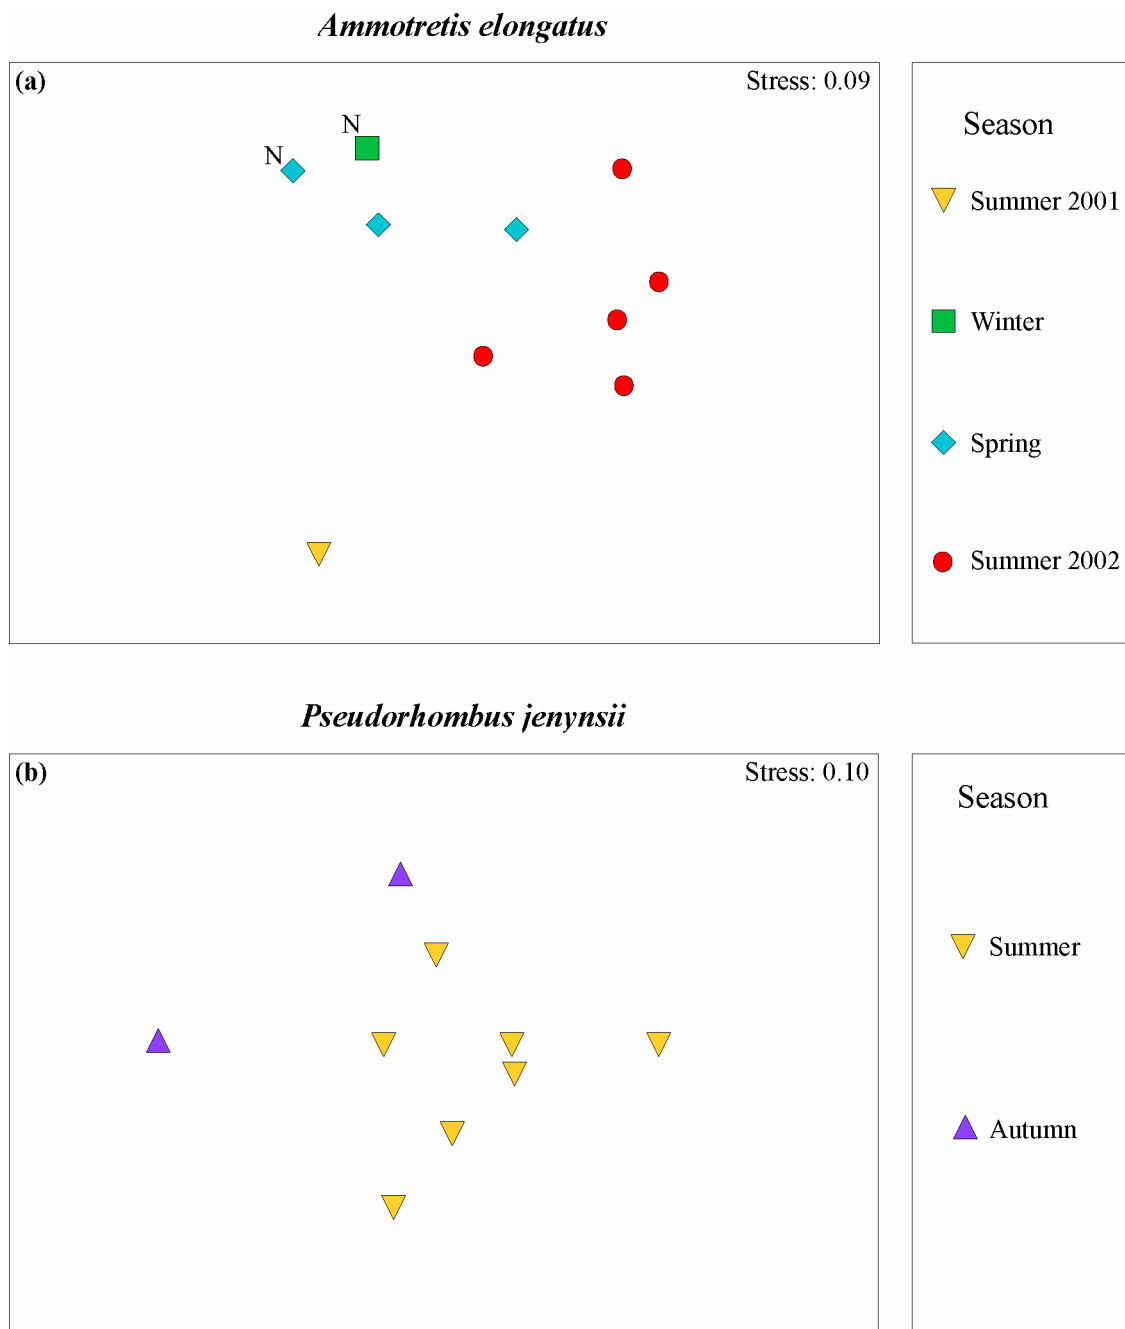 Ammotretis elongatus
(a)
Stress: 0.09
N
N
Season
Summer 2001
Winter
Spring
Summer 2002
Pseudorhombus jenynsii
(b)
Stress: 0.10
Season
Summer
Autumn